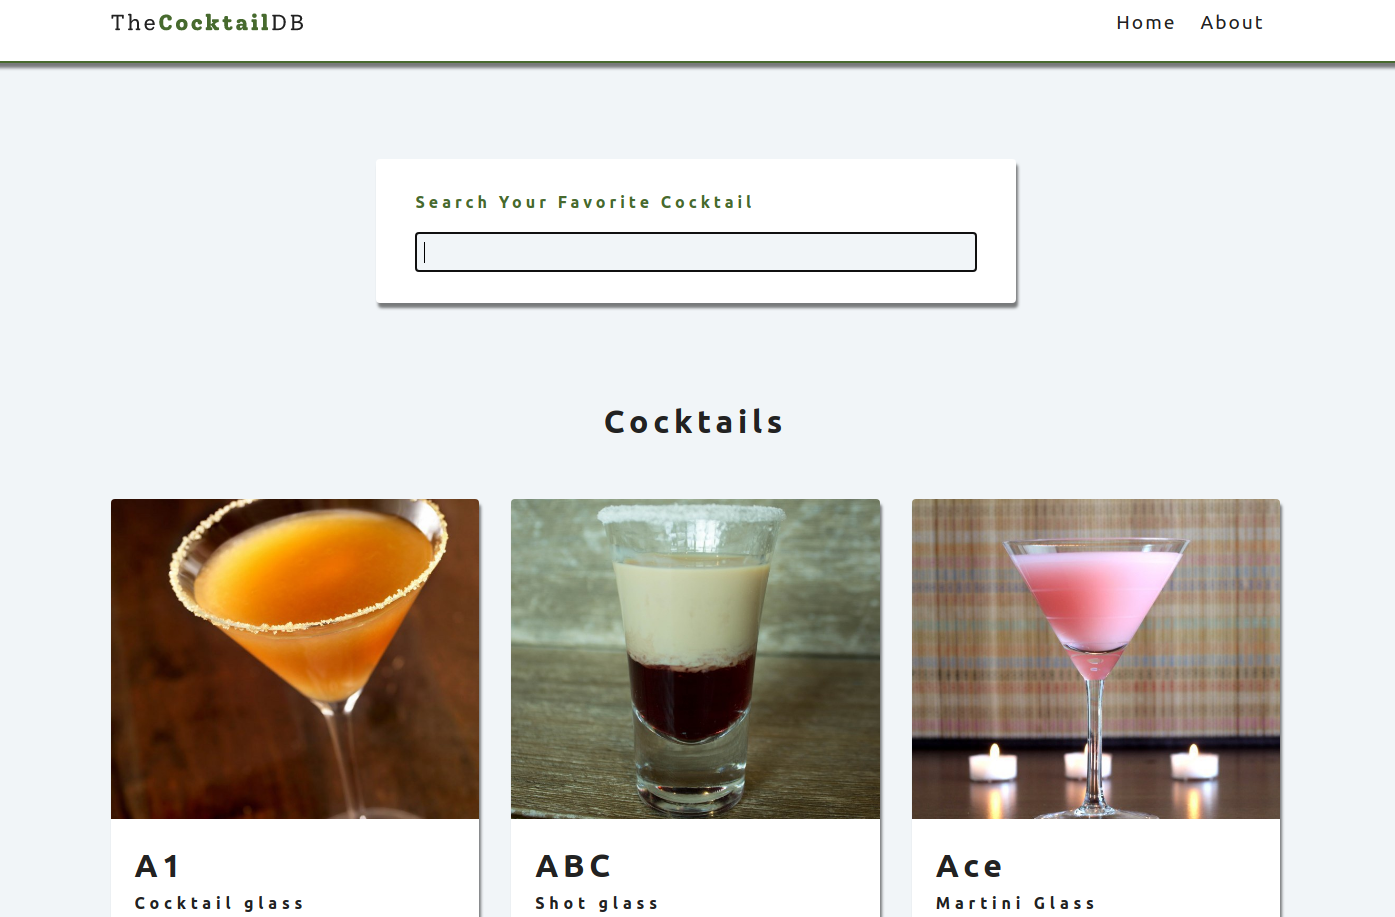 TheCocktailDB
Home About
Search Your Favorite Cocktail
Cocktails
A1
Cocktail glass
ABC
Shot glass
Ace
Martini Glass